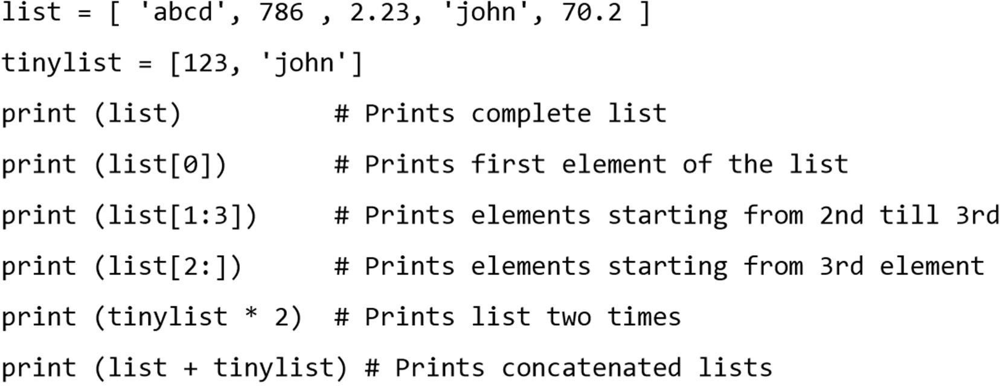 list = [ 'abcd', 786 , 2.23, 'john', 70.2 ]
tinylist = [123, 'john']
print (list)          # Prints complete list
print (list[0])       # Prints first element of the list
print (list[1:3])     # Prints elements starting from 2nd till 3rd
print (list[2:])      # Prints elements starting from 3rd element
print (tinylist * 2)  # Prints list two times
print (list + tinylist) # Prints concatenated lists